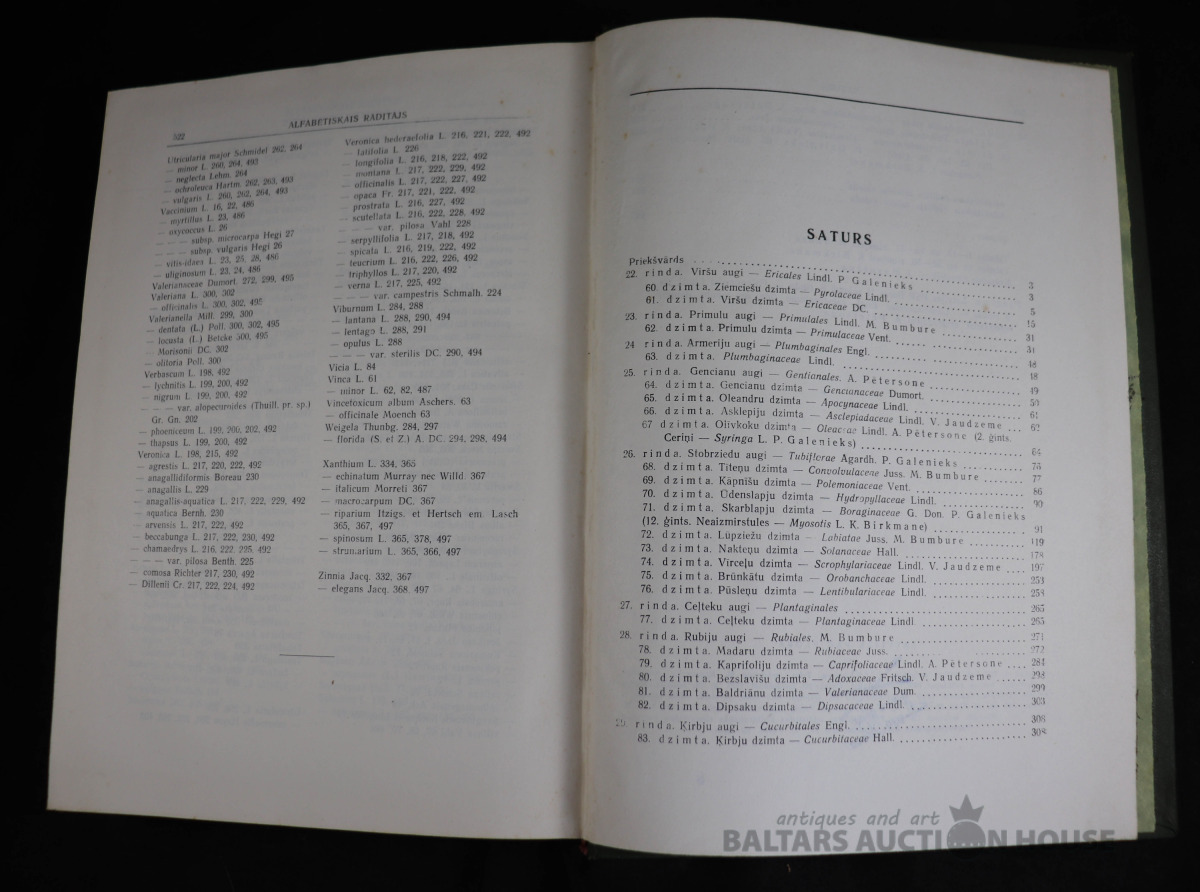 522
ALFABĒTISKAIS RĀDĪTĀJS
Utricularia major Schmidel 262, 264
— minor L. 260, 264, 493
— neglecta Lehm. 264
— ochroleuca Hartm. 262, 263, 493
— vulgaris L. 260, 262, 264, 493
Vaccinium L. 16, 22, 486
— myrtillus L. 23, 486
— oxycoccus L. 26
— — — subsp. microcarpa Hegi 27
— — — subsp. vulgaris Hegi 26
— vitis-idaea L. 23, 25, 28, 486
— uliginosum L. 23, 24, 486
Valerianaceae Dumort. 272, 299, 495
Valeriana L. 300, 302
— officinalis L. 300, 302, 495
Valerianella Mill. 299, 300
— dentata (L.) Poll. 300, 302, 495
— locusta (L.) Betcke 300, 495
— Morisonii DC. 302
— olitoria Poll. 300
Verbascum L. 198, 492
— lychnitis L. 199, 200, 492
— nigrum L. 199, 200, 492
— — — var. alopecuroides (Thuill. pr. sp.)
Gr. Gn. 202
— phoeniceum L. 199, 200, 202, 492
— thapsus L. 199, 200, 492
Veronica L. 198, 215, 492
— agrestis L. 217, 220, 222, 492
— anagallidiformis Boreau 230
— anagallis L. 229
— anagallis-aquatica L. 217, 222, 229, 492
— aquatica Bernh. 230
— arvensis L. 217, 222, 492
— beccabunga L. 217, 222, 230, 492
— chamaedrys L. 216, 222, 225, 492
— — — var. pilosa Benth. 225
— comosa Richter 217, 230, 492
— Dillenii Cr. 217, 222, 224, 492
Veronica hederaefolia L. 216, 221, 222, 492
— latifolia L. 226
— longifolia L. 216, 218, 222, 492
— montana L. 217, 222, 229, 492
— officinalis L. 217, 222, 227, 492
— opaca Fr. 217, 221, 222, 492
— prostrata L. 216, 227, 492
— scutellata L. 216, 222, 228, 492
— — — var. pilosa Vahl 228
— serpyllifolia L. 217, 218, 492
— spicata L. 216, 219, 222, 492
— teucrium L. 216, 222, 226, 492
— triphyllos L. 217, 220, 492
— verna L. 217, 225, 492
— — — var. campestris Schmalh. 224
Viburnum L. 284, 288
— lantana L. 288, 290, 494
— lentago L. 288, 291
— opulus L. 288
— — — var. sterilis DC. 290, 494
Vicia L. 84
Vinca L. 61
— minor L. 62, 82, 487
Vincetoxicum album Aschers. 63
— officinale Moench 63
Weigela Thunbg. 284, 297
— florida (S. et Z.) A. DC. 294, 298, 494
Xanthium L. 334, 365
— echinatum Murray nec Willd. 367
— italicum Moretti 367
— macrocarpum DC. 367
— riparium Itzigs. et Hertsch em. Lasch
365, 367, 497
— spinosum L. 365, 378, 497
— strumarium L. 365, 366, 497
Zinnia Jacq. 332, 367
— elegans Jacq. 368, 497
SATURS
Priekšvārds . . . 3
22. rinda. Viršu augi — Ericales Lindl. P. Galenieks . . . 3
60. dzimta. Ziemciešu dzimta — Pyrolaceae Lindl. . . . 5
61. dzimta. Viršu dzimta — Ericaceae DC. . . . 15
23. rinda. Primulu augi — Primulales Lindl. M. Bumbure . . . 31
62. dzimta. Primulu dzimta — Primulaceae Vent. . . . 31
24 rinda. Armēriju augi — Plumbaginales Engl. . . . 48
63. dzimta. Plumbaginaceae Lindl. . . . 48
25. rinda. Genciānu augi — Gentianales. A. Pētersone . . . 49
64. dzimta. Genciānu dzimta — Gencianaceae Dumort. . . .
65. dzimta. Oleandru dzimta — Apocynaceae Lindl. . . . 61
66. dzimta. Asklēpiju dzimta — Asclepiadaceae Lindl. V. Jaudzeme . . . 62
67 dzimta. Olīvkoku dzimta — Oleaceae Lindl. A. Pētersone (2. ģints.
Ceriņi — Syringa L. P. Galenieks) . . . 64
26. rinda. Stobrziedu augi — Tubiflorae Agardh. P. Galenieks . . .
68. dzimta. Tīteņu dzimta — Convolvulaceae Juss. M. Bumbure . . . 77
69. dzimta. Kāpnīšu dzimta — Polemoniaceae Vent. . . . 86
70. dzimta. Ūdenslapju dzimta — Hydropyllaceae Lindl. . . . 90
71. dzimta. Skarblapju dzimta — Boraginaceae G. Don. P. Galenieks
(12. ģints. Neaizmirstules — Myosotis L. K. Birkmane) . . . 91
72. dzimta. Lūpziežu dzimta — Labiatae Juss. M. Bumbure . . . 119
73. dzimta. Nakteņu dzimta — Solanaceae Hall. . . . 178
74. dzimta. Vīrceļu dzimta — Scrophylariaceae Lindl. V. Jaudzeme . . . 197
75. dzimta. Brūnkātu dzimta — Orobanchaceae Lindl. . . . 253
76. dzimta. Pūsleņu dzimta — Lentibulariaceae Lindl. . . . 258
27. rinda. Ceļteku augi — Plantaginales . . . 265
77. dzimta. Ceļteku dzimta — Plantaginaceae Lindl . . . 265
28. rinda. Rubiju augi — Rubiales. M. Bumbure . . . 271
78. dzimta. Madaru dzimta — Rubiaceae Juss. . . . 272
79. dzimta. Kaprifoliju dzimta — Caprifoliaceae Lindl. A. Pētersone . . . 284
80. dzimta. Bezslavīšu dzimta — Adoxaceae Fritsch. V. Jaudzeme . . . 298
81. dzimta. Baldriānu dzimta — Valerianaceae Dum. . . . 299
82. dzimta. Dipsaku dzimta — Dipsacaceae Lindl. . . . 303
29. rinda. Ķirbju augi — Cucurbitales Engl. . . . 308
83. dzimta. Ķirbju dzimta — Cucurbitaceae Hall. . . . 308
antiques and art
BALTARS AUCTION HOUSE